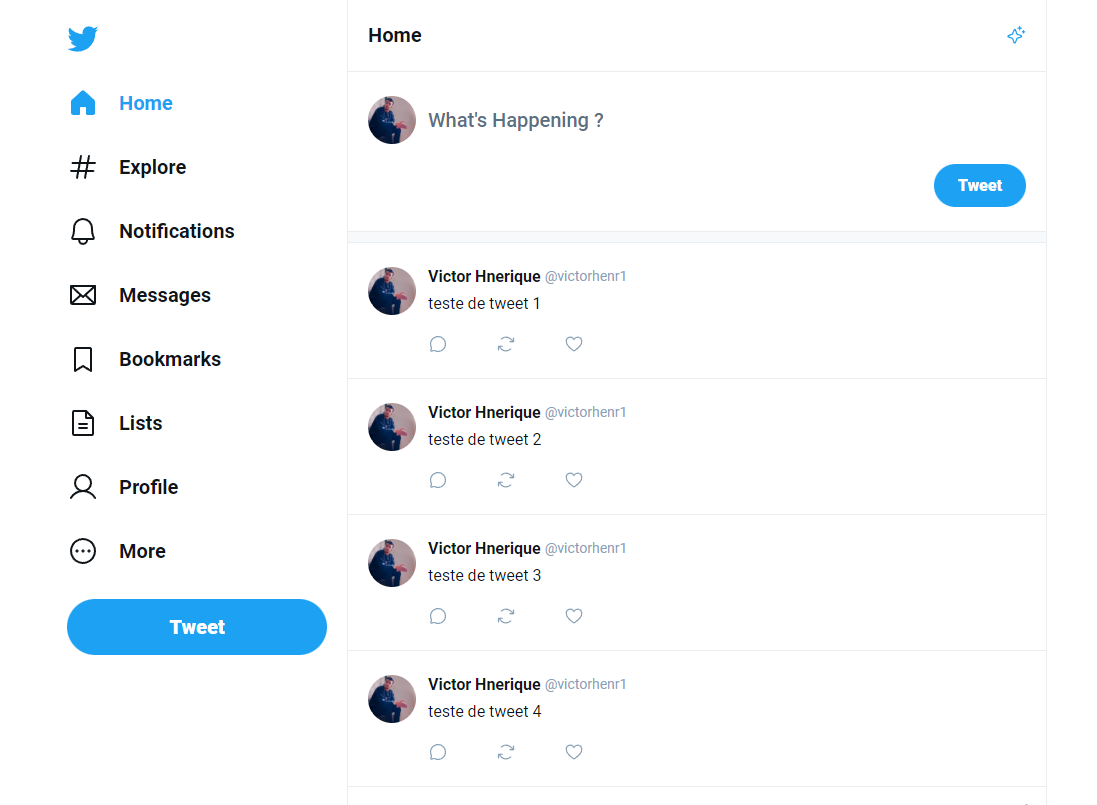 Home
Explore
Notifications
Messages
Bookmarks
Lists
Profile
More
Tweet
Home
What's Happening ?
Tweet
Victor Hnerique @victorhenr1
teste de tweet 1
Victor Hnerique @victorhenr1
teste de tweet 2
Victor Hnerique @victorhenr1
teste de tweet 3
Victor Hnerique @victorhenr1
teste de tweet 4